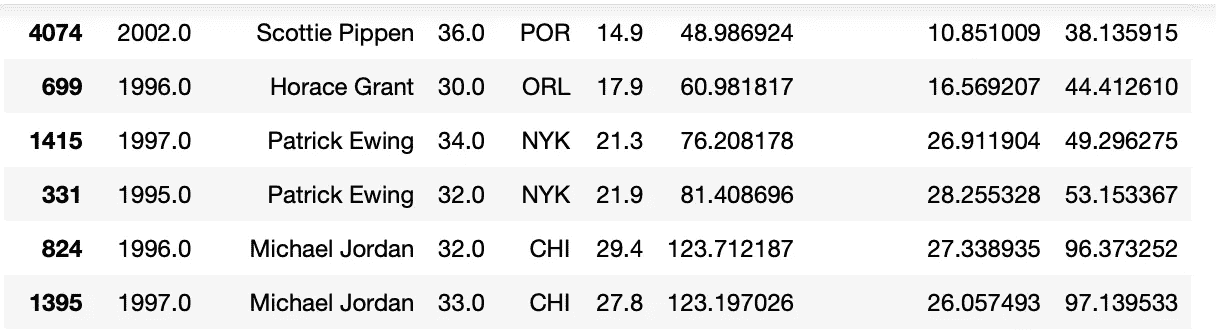 4074 2002.0 Scottie Pippen 36.0 POR 14.9 48.986924 10.851009 38.135915
699 1996.0 Horace Grant 30.0 ORL 17.9 60.981817 16.569207 44.412610
1415 1997.0 Patrick Ewing 34.0 NYK 21.3 76.208178 26.911904 49.296275
331 1995.0 Patrick Ewing 32.0 NYK 21.9 81.408696 28.255328 53.153367
824 1996.0 Michael Jordan 32.0 CHI 29.4 123.712187 27.338935 96.373252
1395 1997.0 Michael Jordan 33.0 CHI 27.8 123.197026 26.057493 97.139533